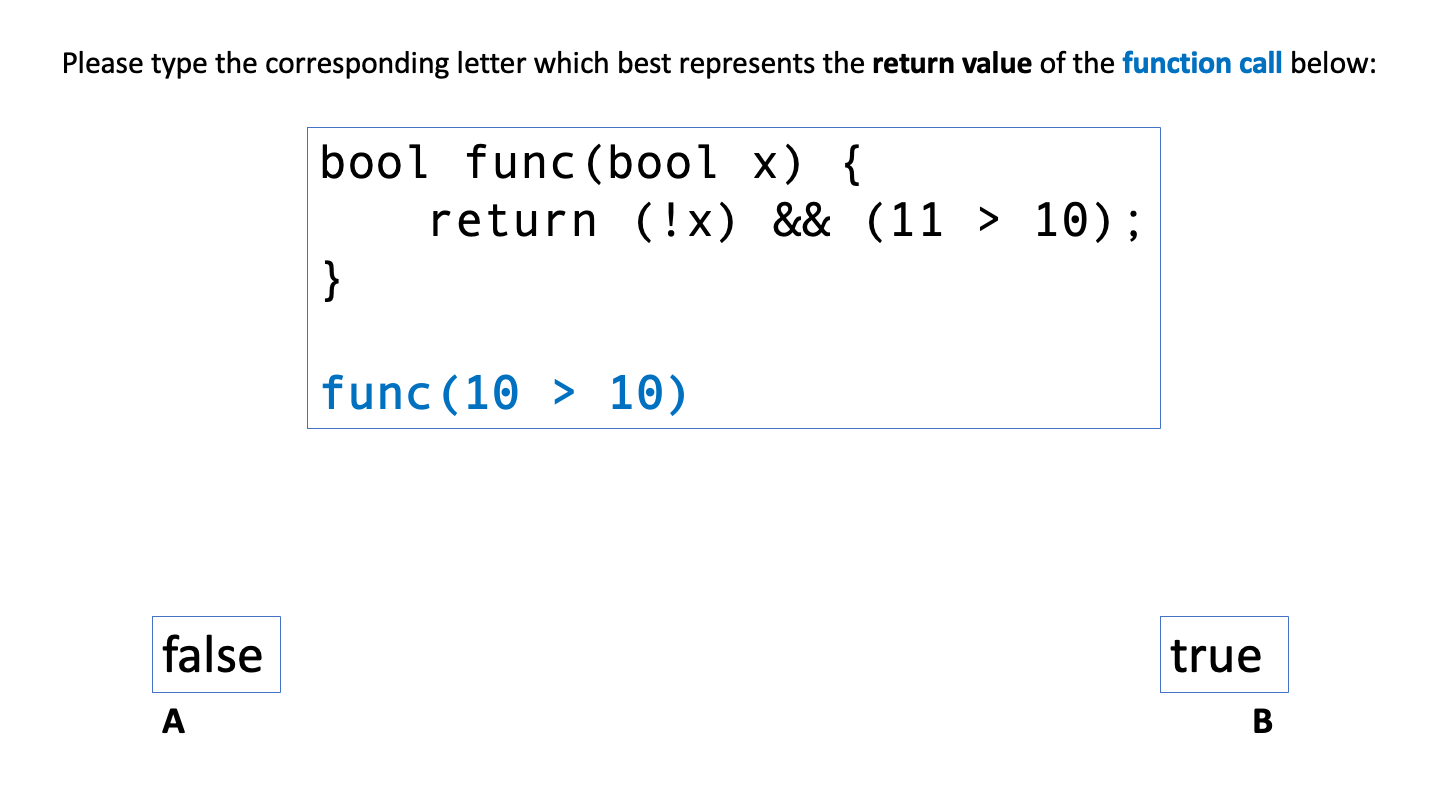 Please type the corresponding letter which best represents the return value of the function call below:
bool func(bool x) {
    return (!x) && (11 > 10);
}
func(10 > 10)
false
true
A
B